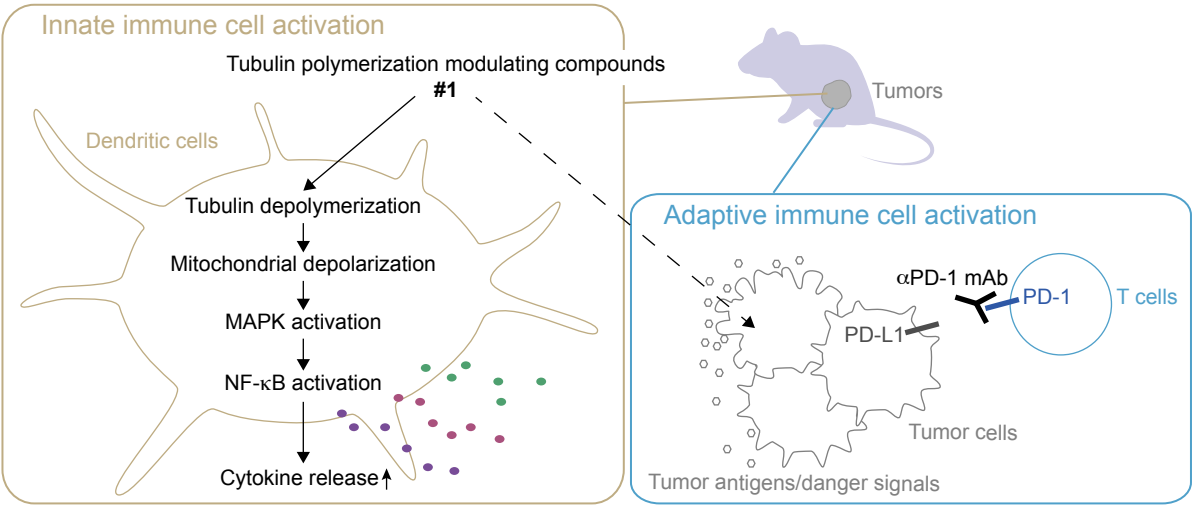 Innate immune cell activation
Tubulin polymerization modulating compounds
#1
Dendritic cells
Tubulin depolymerization
Mitochondrial depolarization
MAPK activation
NF-κB activation
Cytokine release
Tumors
Adaptive immune cell activation
αPD-1 mAb
PD-1
T cells
PD-L1
Tumor cells
Tumor antigens/danger signals